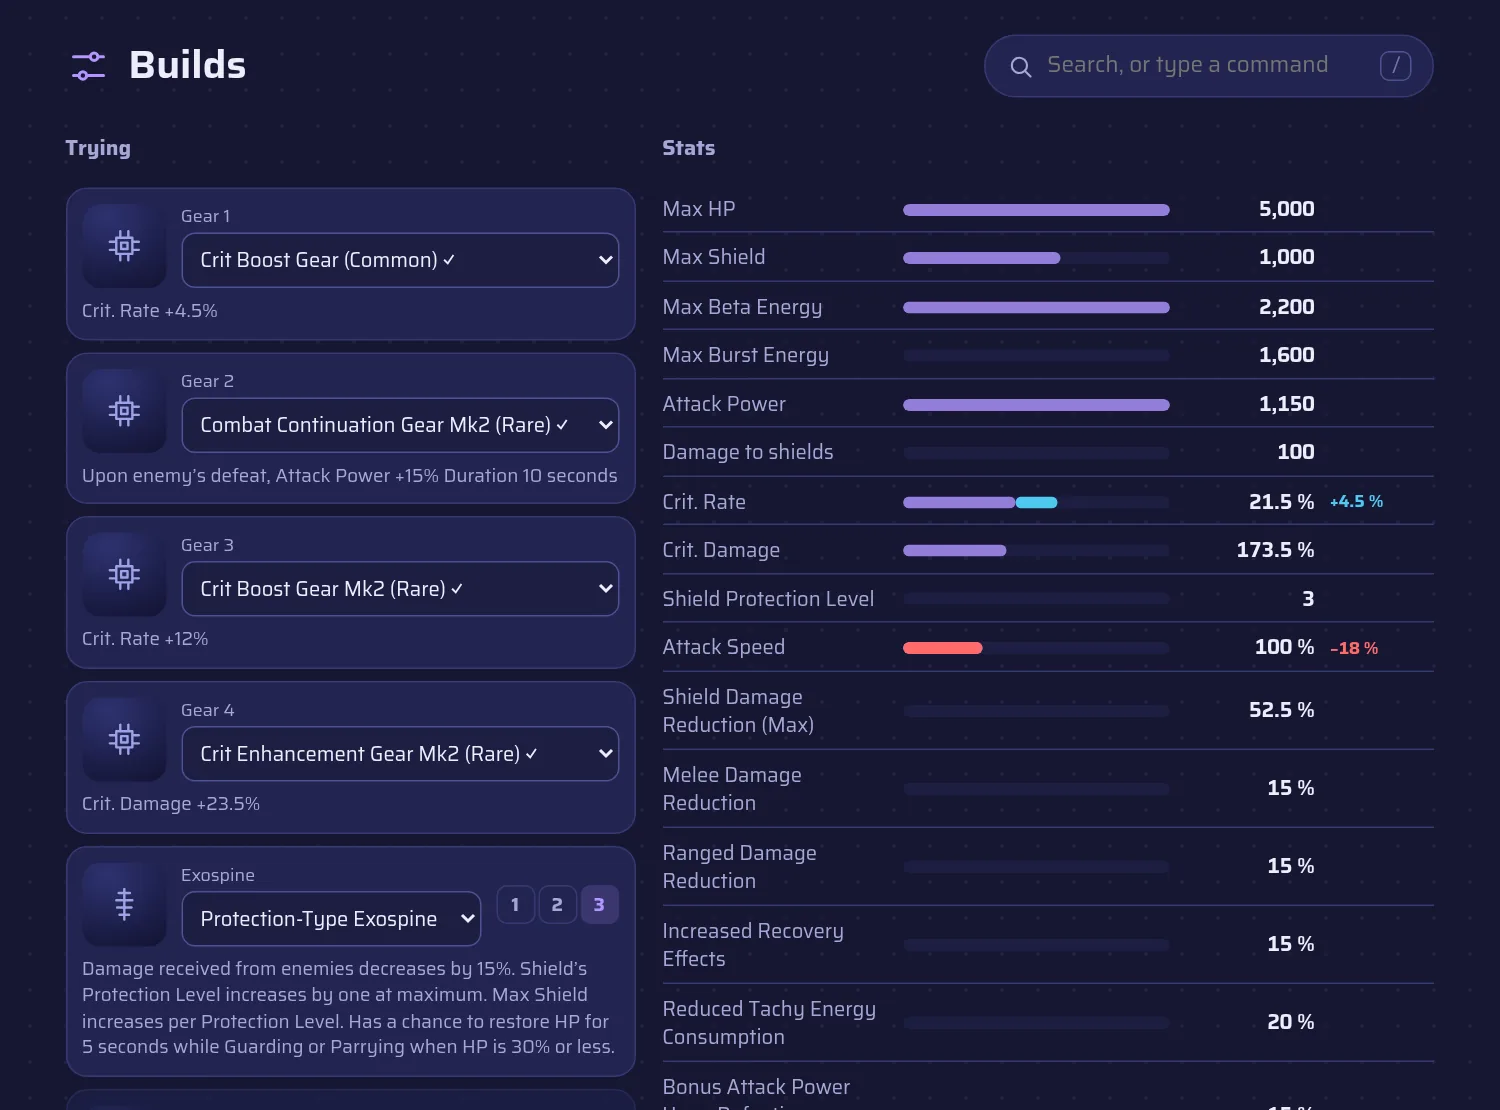 Builds
Search, or type a command
/
Trying
Gear 1
Crit Boost Gear (Common) ✓
Crit. Rate +4.5%
Gear 2
Combat Continuation Gear Mk2 (Rare) ✓
Upon enemy's defeat, Attack Power +15% Duration 10 seconds
Gear 3
Crit Boost Gear Mk2 (Rare) ✓
Crit. Rate +12%
Gear 4
Crit Enhancement Gear Mk2 (Rare) ✓
Crit. Damage +23.5%
Exospine
Protection-Type Exospine
1 2 3
Damage received from enemies decreases by 15%. Shield's
Protection Level increases by one at maximum. Max Shield
increases per Protection Level. Has a chance to restore HP for
5 seconds while Guarding or Parrying when HP is 30% or less.
Stats
Max HP 5,000
Max Shield 1,000
Max Beta Energy 2,200
Max Burst Energy 1,600
Attack Power 1,150
Damage to shields 100
Crit. Rate 21.5 % +4.5 %
Crit. Damage 173.5 %
Shield Protection Level 3
Attack Speed 100 % –18 %
Shield Damage
Reduction (Max) 52.5 %
Melee Damage
Reduction 15 %
Ranged Damage
Reduction 15 %
Increased Recovery
Effects 15 %
Reduced Tachy Energy
Consumption 20 %
Bonus Attack Power